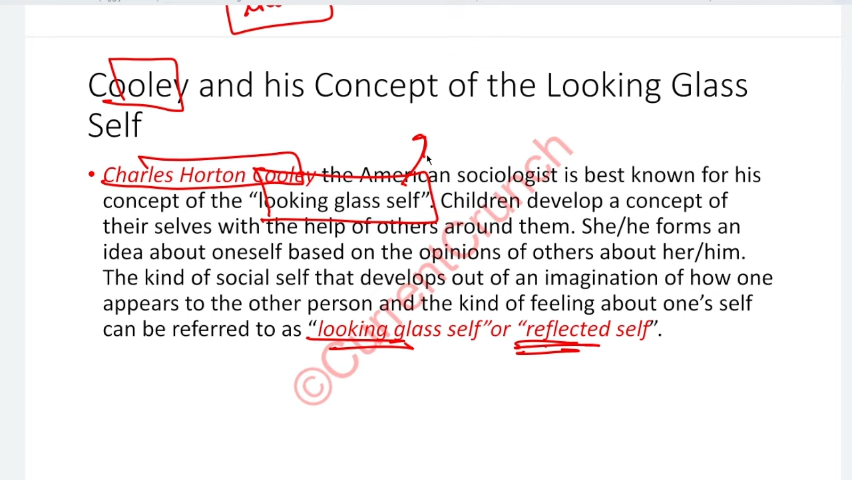 Cooley and his Concept of the Looking Glass
Self
• Charles Horton Cooley the American sociologist is best known for his
concept of the “looking glass self”. Children develop a concept of
their selves with the help of others around them. She/he forms an
idea about oneself based on the opinions of others about her/him.
The kind of social self that develops out of an imagination of how one
appears to the other person and the kind of feeling about one’s self
can be referred to as “looking glass self”or “reflected self”.
©CurrentCrunch